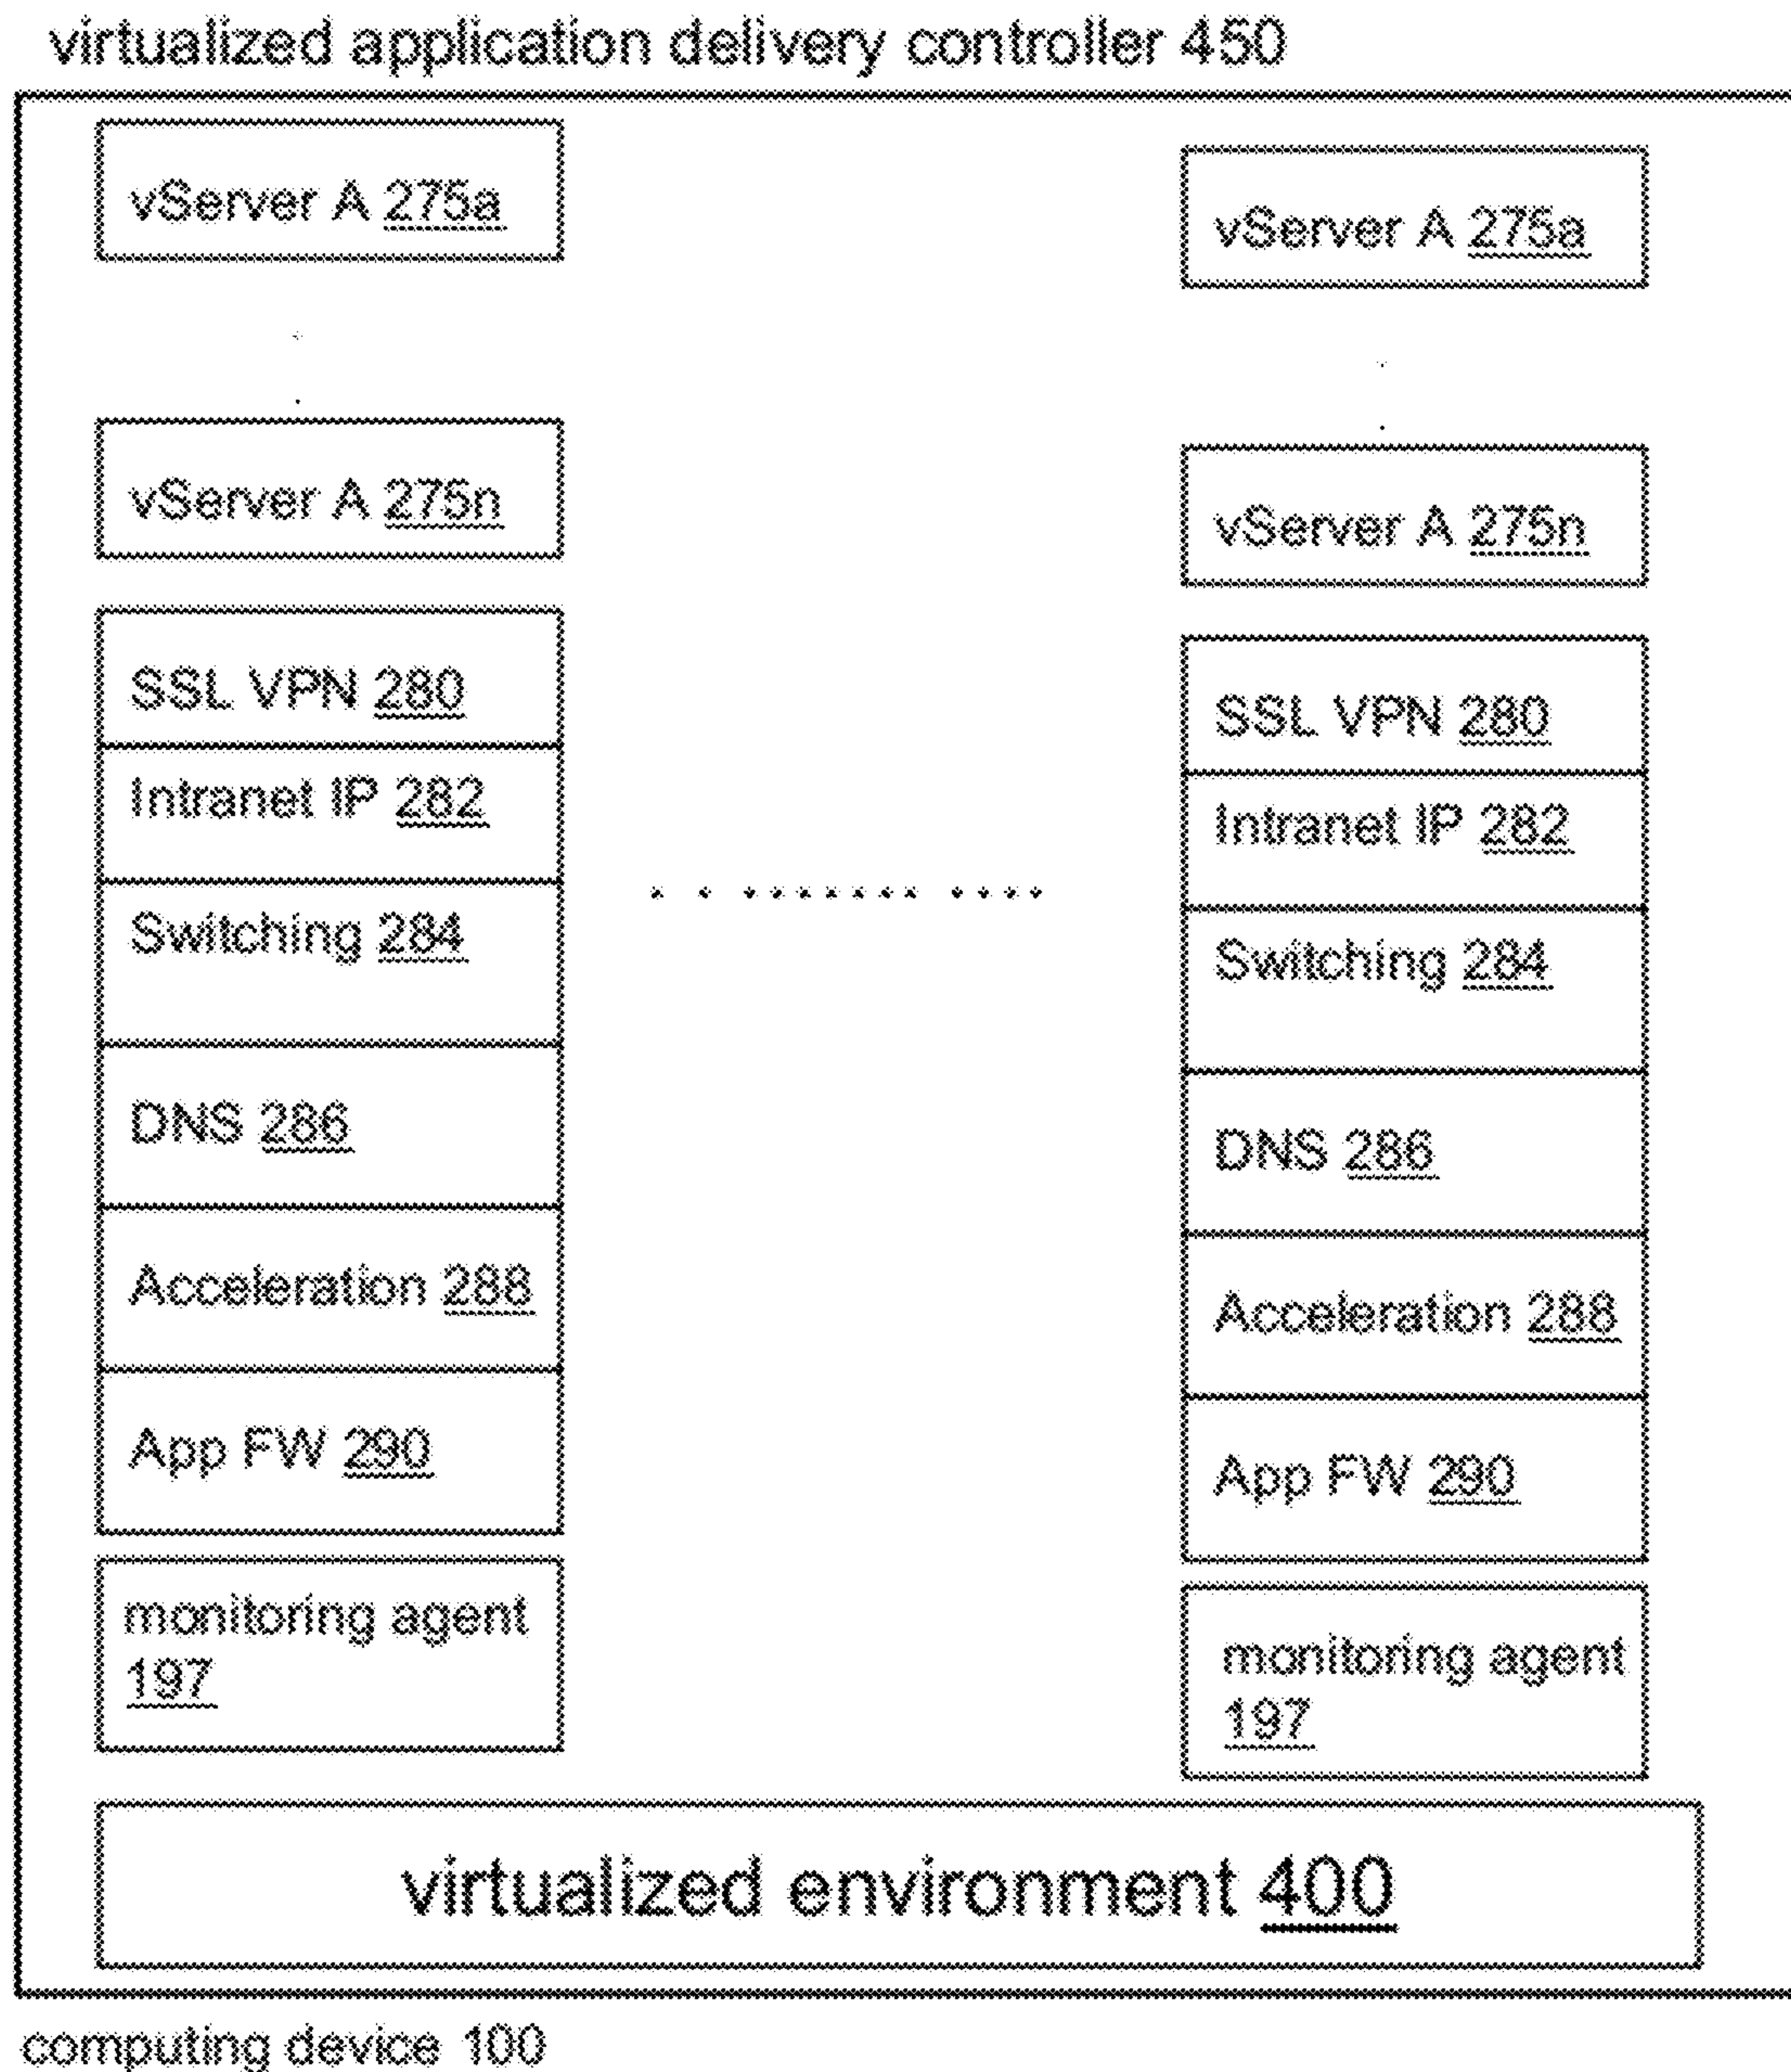 virtualized application delivery controller 450
vServer A 275a
vServer A 275n
SSL VPN 280
Intranet IP 282
Switching 284
DNS 286
Acceleration 288
App FW 290
monitoring agent
197
vServer A 275a
vServer A 275n
SSL VPN 280
Intranet IP 282
Switching 284
DNS 286
Acceleration 288
App FW 290
monitoring agent
197
virtualized environment 400
computing device 100